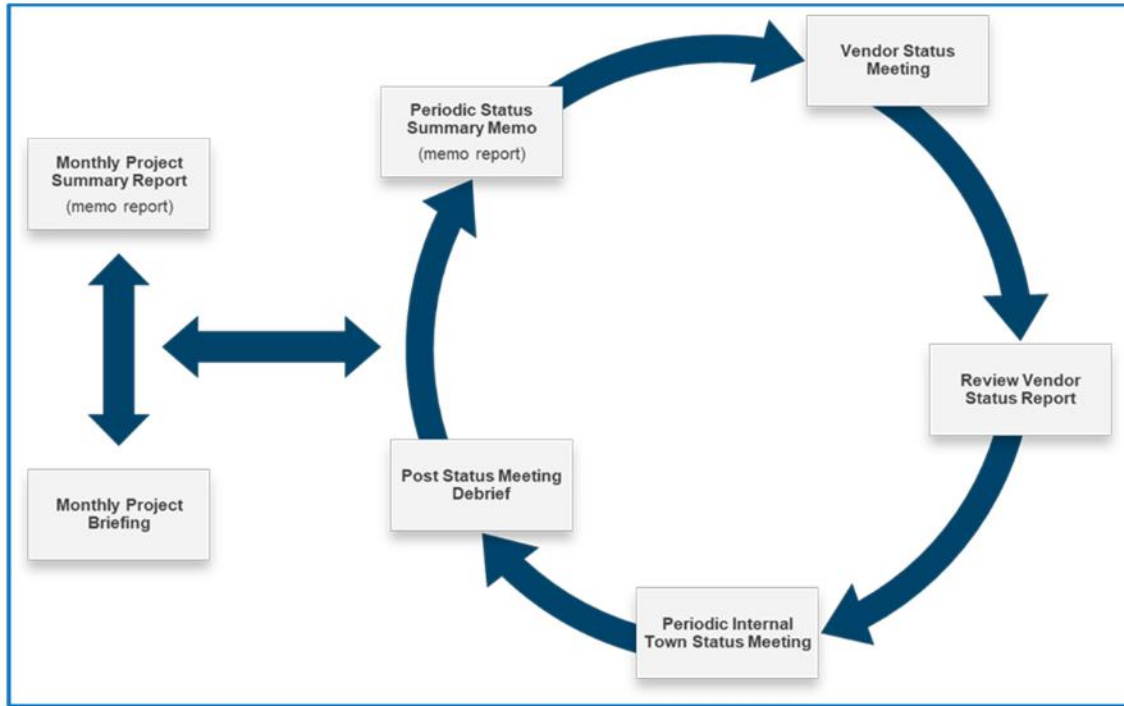 Vendor Status
Meeting
Periodic Status
Summary Memo
(memo report)
Monthly Project
Summary Report
(memo report)
Review Vendor
Status Report
Post Status Meeting
Debrief
Monthly Project
Briefing
Periodic Internal
Town Status Meeting